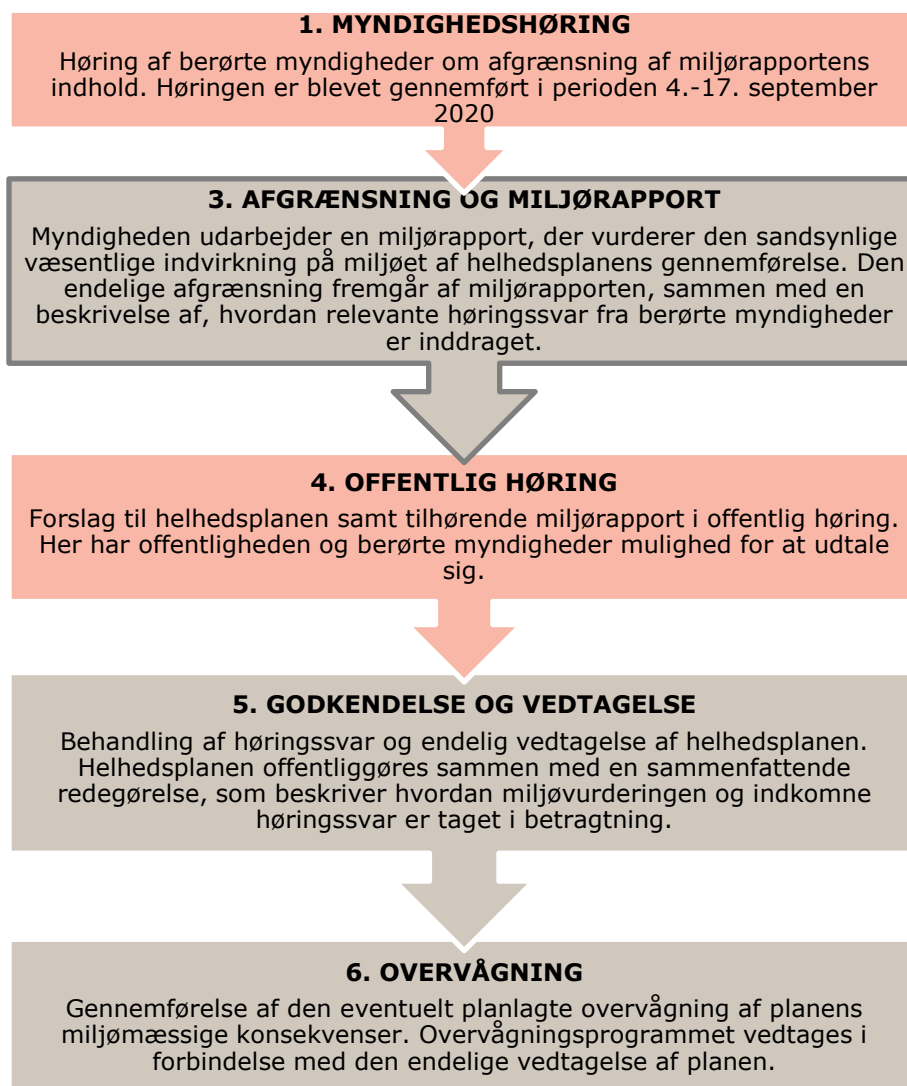 1. MYNDIGHEDSHØRING
Høring af berørte myndigheder om afgrænsning af miljørapportens
indhold. Høringen er blevet gennemført i perioden 4.-17. september
2020
3. AFGRÆNSNING OG MILJØRAPPORT
Myndigheden udarbejder en miljørapport, der vurderer den sandsynlige
væsentlige indvirkning på miljøet af helhedsplanens gennemførelse. Den
endelige afgrænsning fremgår af miljørapporten, sammen med en
beskrivelse af, hvordan relevante høringssvar fra berørte myndigheder
er inddraget.
4. OFFENTLIG HØRING
Forslag til helhedsplanen samt tilhørende miljørapport i offentlig høring.
Her har offentligheden og berørte myndigheder mulighed for at udtale
sig.
5. GODKENDELSE OG VEDTAGELSE
Behandling af høringssvar og endelig vedtagelse af helhedsplanen.
Helhedsplanen offentliggøres sammen med en sammenfattende
redegørelse, som beskriver hvordan miljøvurderingen og indkomne
høringssvar er taget i betragtning.
6. OVERVÅGNING
Gennemførelse af den eventuelt planlagte overvågning af planens
miljømæssige konsekvenser. Overvågningsprogrammet vedtages i
forbindelse med den endelige vedtagelse af planen.